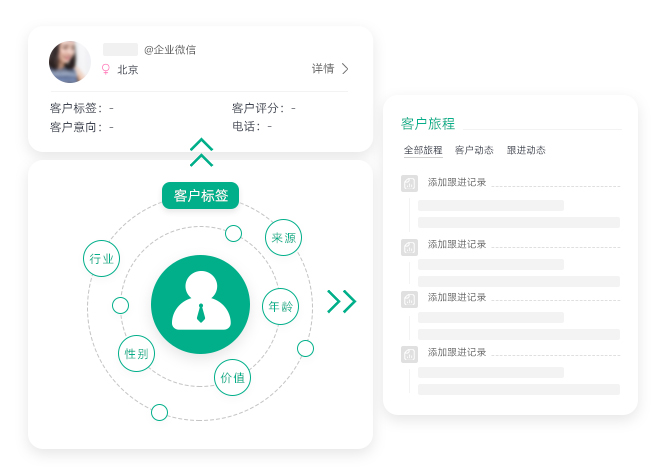 @企业微信
北京
详情
客户标签：-
客户评分：-
客户意向：-
电话：-
客户标签
来源
行业
年龄
性别
价值
客户旅程
全部旅程
客户动态
跟进动态
添加跟进记录
添加跟进记录
添加跟进记录
添加跟进记录